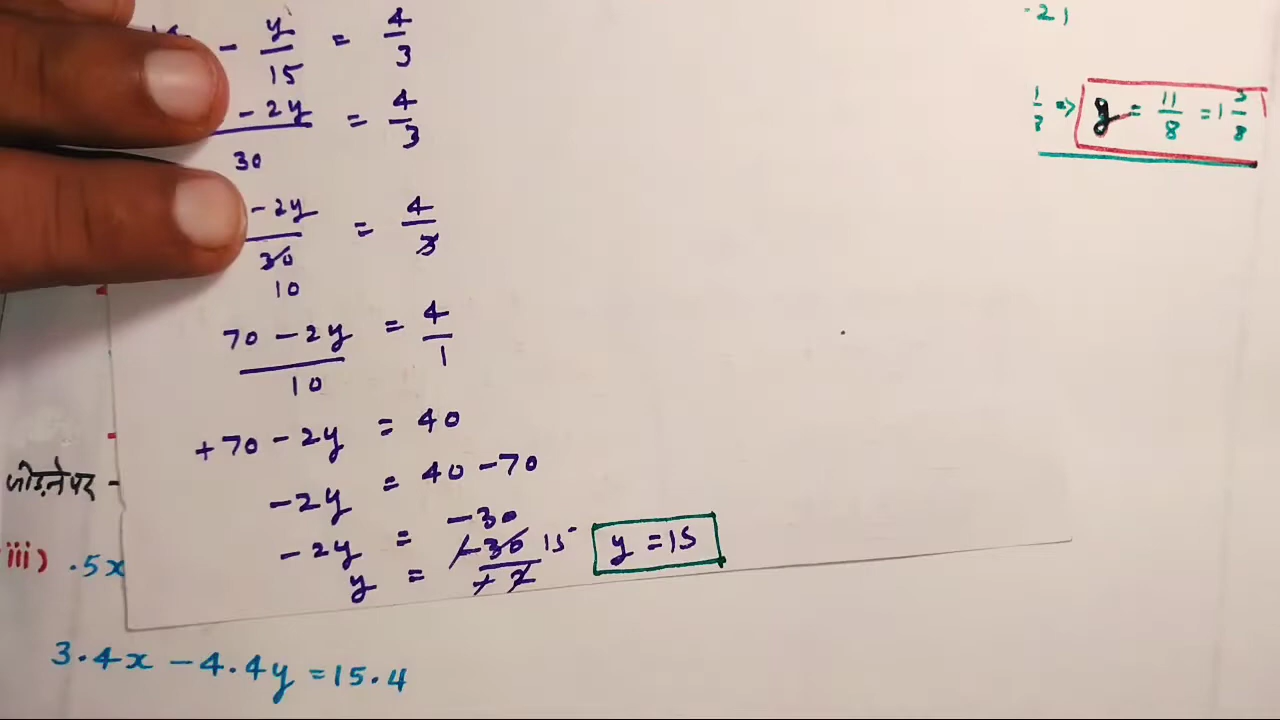 - y/15 = 4/3
- 2y / 30 = 4/3
- 2y / 30 10 = 4/3
70 - 2y / 10 = 4/1
+70 - 2y = 40
-2y = 40 - 70
-2y = -30
y = -30 / -2 15 y = 15
जोड़ने पर -
iii) .5x
3.4x - 4.4y = 15.4
-21
1/8 => y = 11/8 = 1 3/8